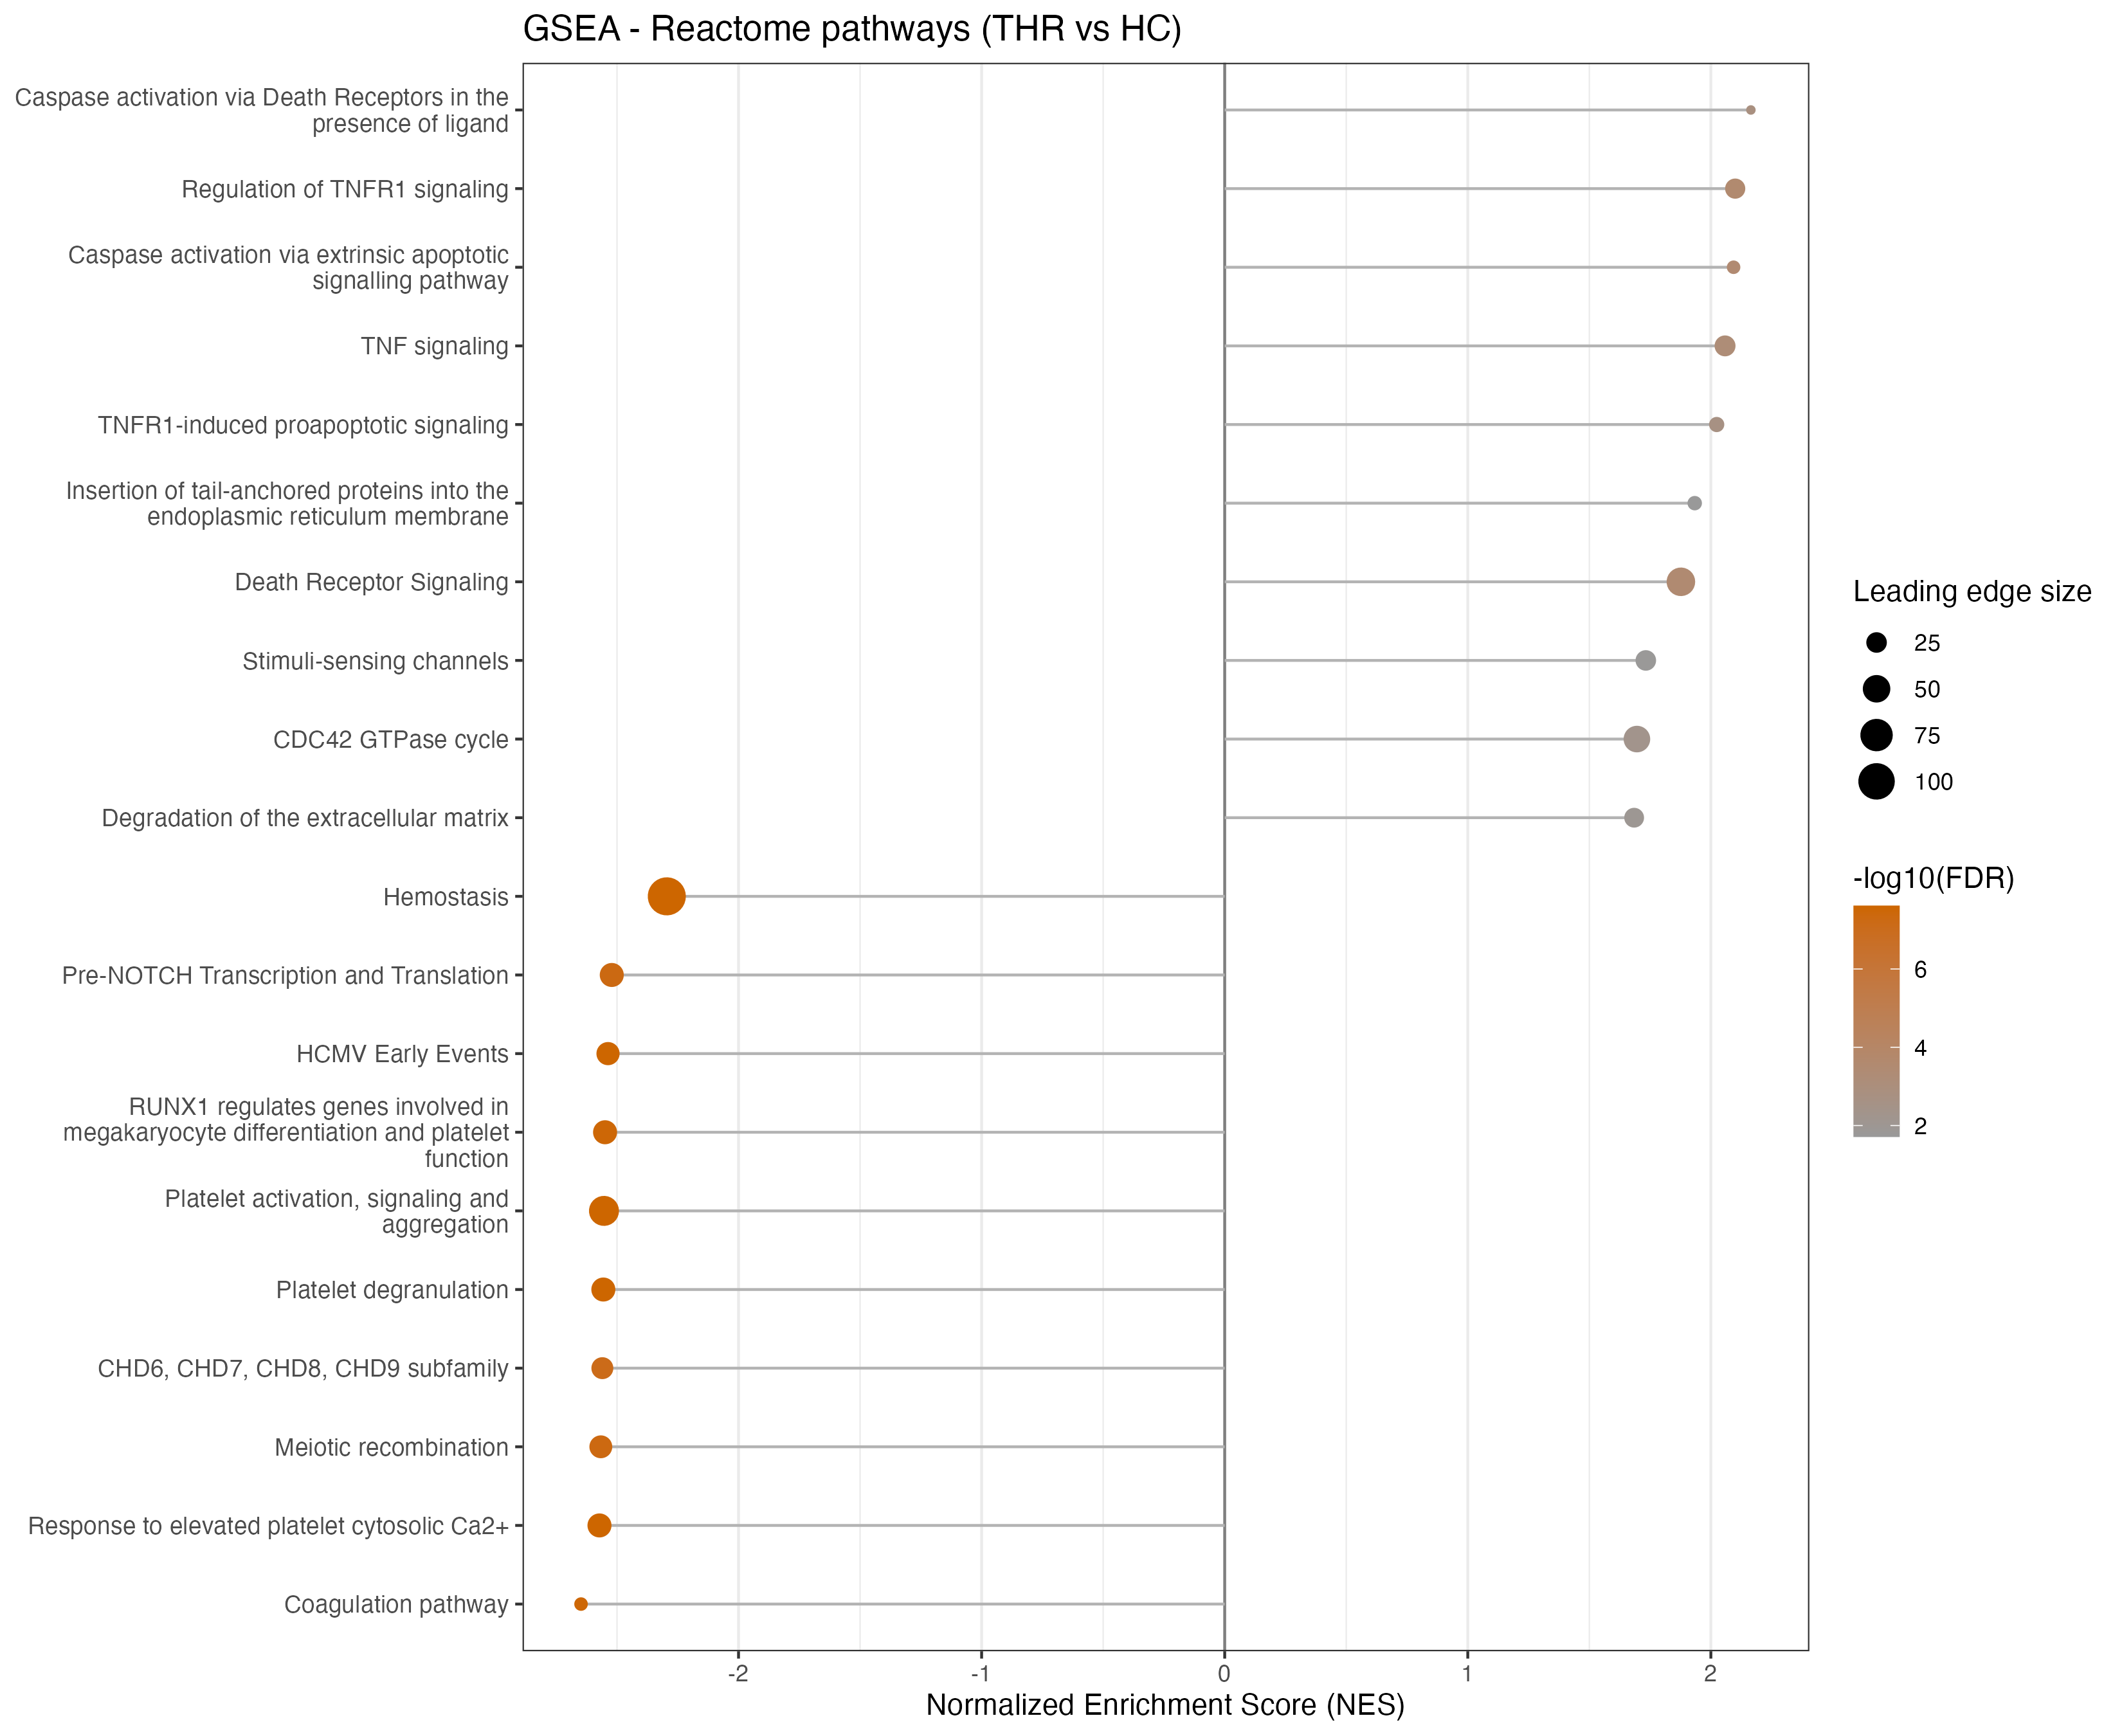 GSEA - Reactome pathways (THR vs HC)
Caspase activation via Death Receptors in the
presence of ligand
Regulation of TNFR1 signaling
Caspase activation via extrinsic apoptotic
signalling pathway
TNF signaling
TNFR1-induced proapoptotic signaling
Insertion of tail-anchored proteins into the
endoplasmic reticulum membrane
Death Receptor Signaling
Stimuli-sensing channels
CDC42 GTPase cycle
Degradation of the extracellular matrix
Hemostasis
Pre-NOTCH Transcription and Translation
HCMV Early Events
RUNX1 regulates genes involved in
megakaryocyte differentiation and platelet
function
Platelet activation, signaling and
aggregation
Platelet degranulation
CHD6, CHD7, CHD8, CHD9 subfamily
Meiotic recombination
Response to elevated platelet cytosolic Ca2+
Coagulation pathway
-2 -1 0 1 2
Normalized Enrichment Score (NES)
Leading edge size
25
50
75
100
-log10(FDR)
6
4
2